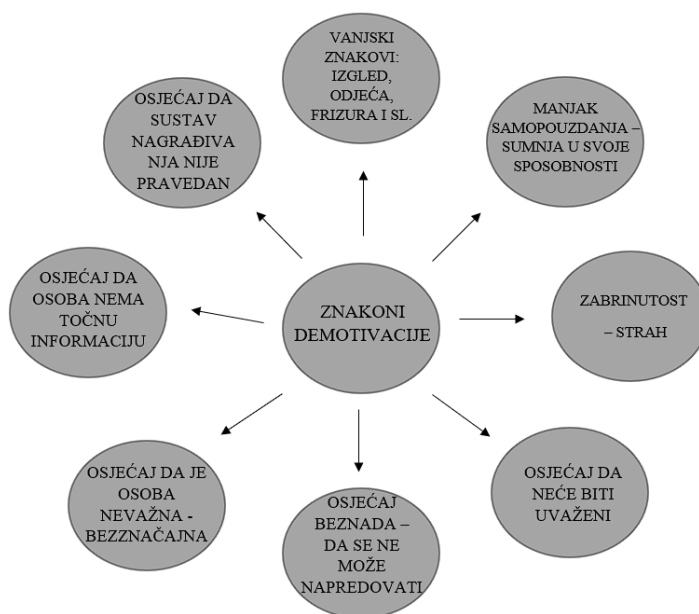 VANJSKI
ZNAKOVI:
IZGLED,
ODJEĆA,
FRIZURA I SL.
MANJAK
SAMOPOUZDANJA –
SUMNJA U SVOJE
SPOSOBNOSTI
ZABRINUTOST
– STRAH
OSJEĆAJ DA
NEĆE BITI
UVAŽENI
OSJEĆAJ
BEZNADA –
DA SE NE
MOŽE
NAPREDOVATI
OSJEĆAJ DA JE
OSOBA
NEVAŽNA -
BEZZNAČAJNA
OSJEĆAJ DA
OSOBA NEMA
TOČNU
INFORMACIJU
OSJEĆAJ DA
SUSTAV
NAGRAĐIVA
NJA NIJE
PRAVEDAN
ZNAKONI
DEMOTIVACIJE